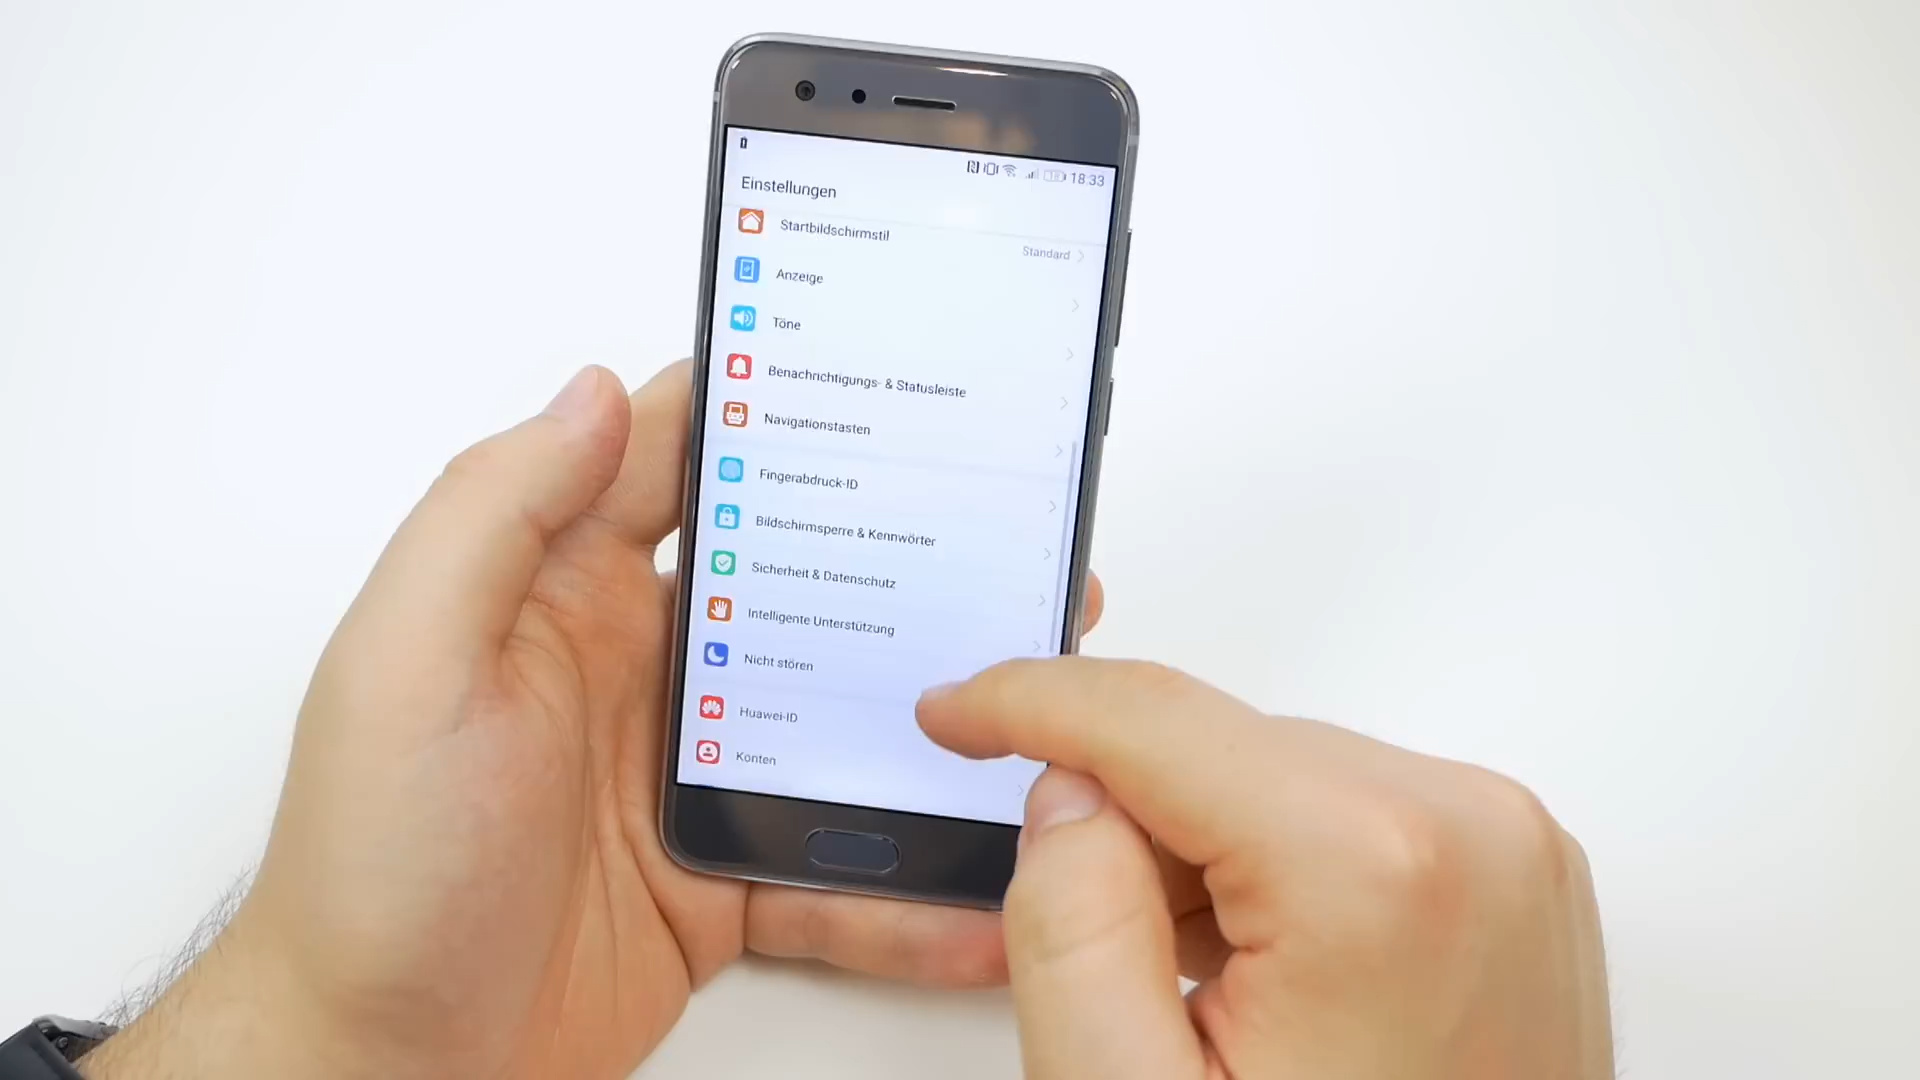 18:33
Einstellungen
Startbildschirmstil
Standard
Anzeige
Töne
Benachrichtigungs- & Statusleiste
Navigationstasten
Fingerabdruck-ID
Bildschirmsperre & Kennwörter
Sicherheit & Datenschutz
Intelligente Unterstützung
Nicht stören
Huawei-ID
Konten